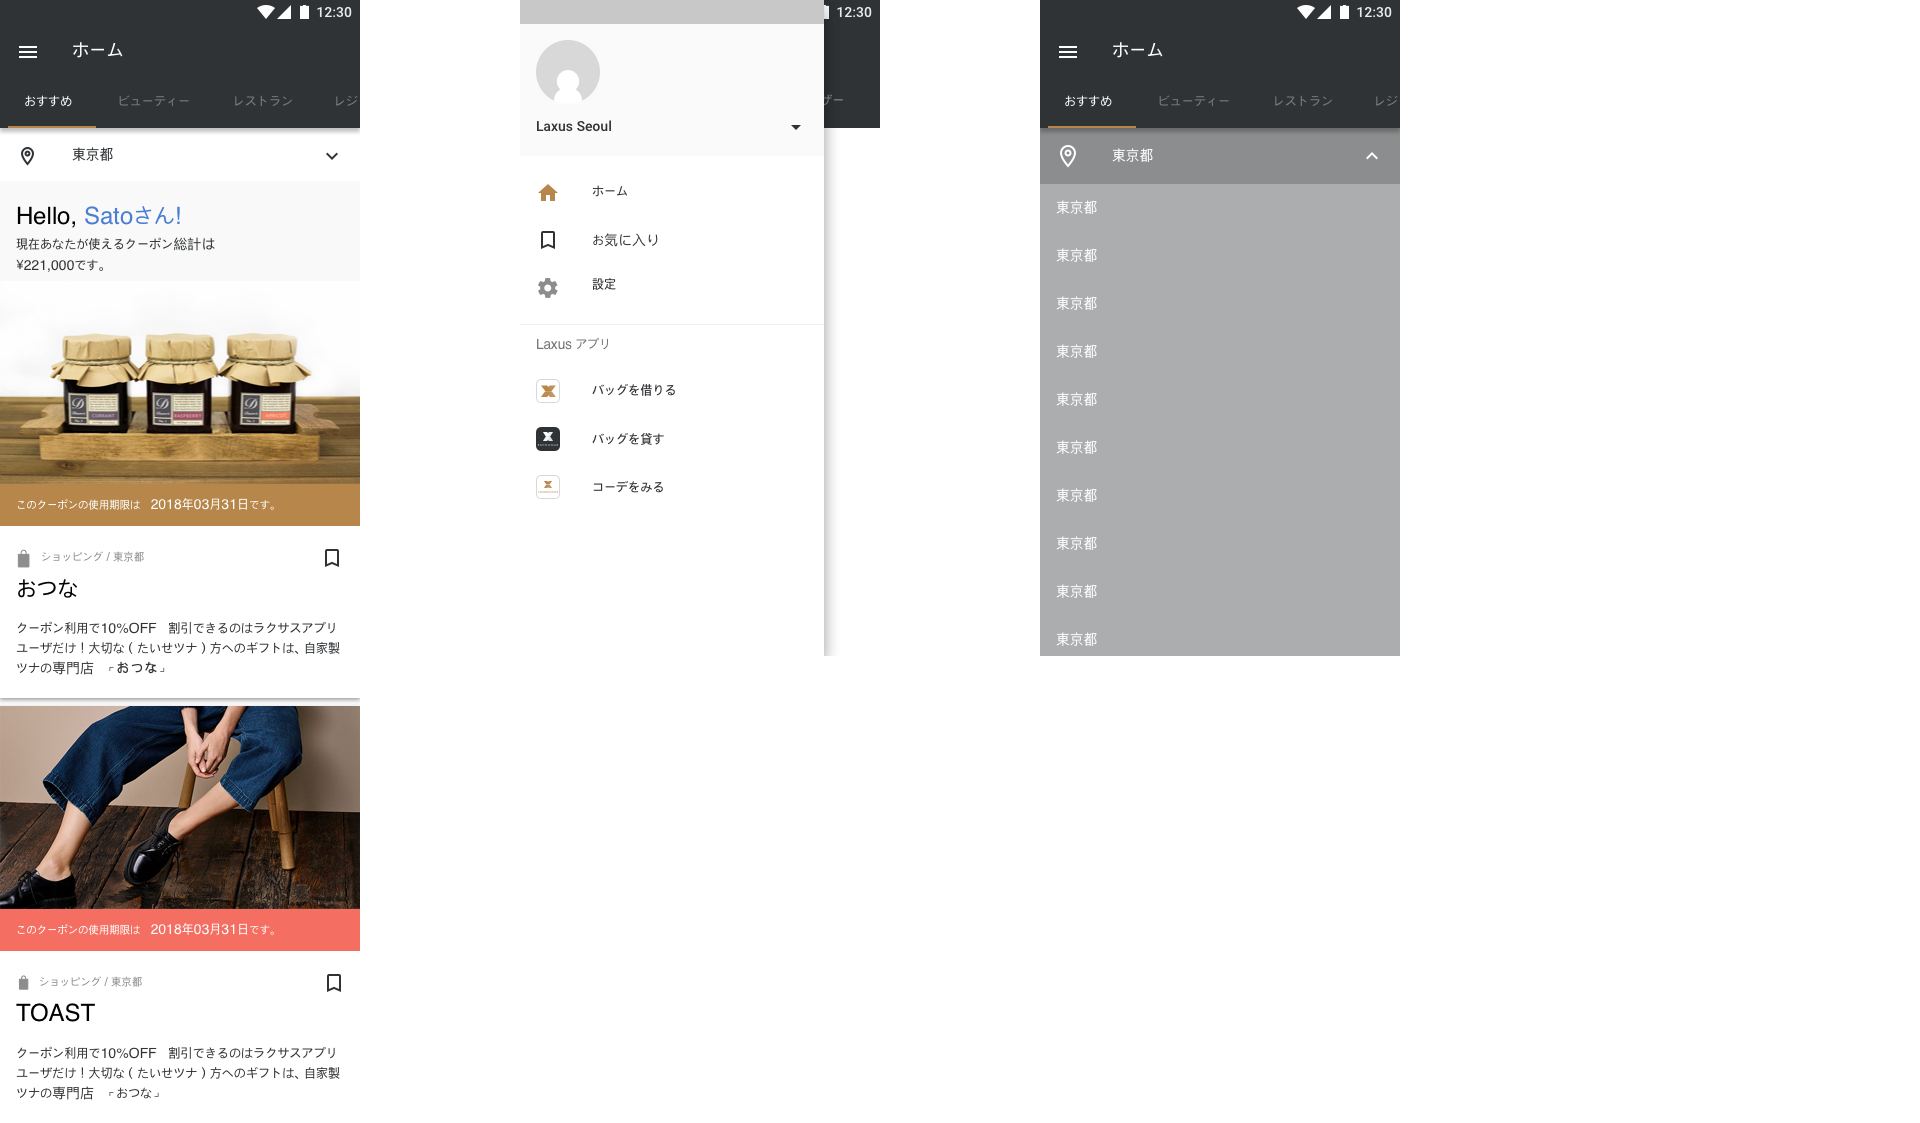 12:30
ホーム
おすすめ ビューティー レストラン レジ
東京都
Hello, Satoさん!
現在あなたが使えるクーポン総計は
¥221,000です。
CURRANT
RASPBERRY
APRICOT
このクーポンの使用期限は 2018年03月31日です。
ショッピング / 東京都
おつな
クーポン利用で10%OFF 割引できるのはラクサスアプリ
ユーザだけ！大切な（たいせツナ）方へのギフトは、自家製
ツナの専門店 「おつな」
このクーポンの使用期限は 2018年03月31日です。
ショッピング / 東京都
TOAST
クーポン利用で10%OFF 割引できるのはラクサスアプリ
ユーザだけ！大切な（たいせツナ）方へのギフトは、自家製
ツナの専門店 「おつな」
12:30
ザー
Laxus Seoul
ホーム
お気に入り
設定
Laxus アプリ
バッグを借りる
バッグを貸す
コーデをみる
12:30
ホーム
おすすめ ビューティー レストラン レジ
東京都
東京都
東京都
東京都
東京都
東京都
東京都
東京都
東京都
東京都
東京都